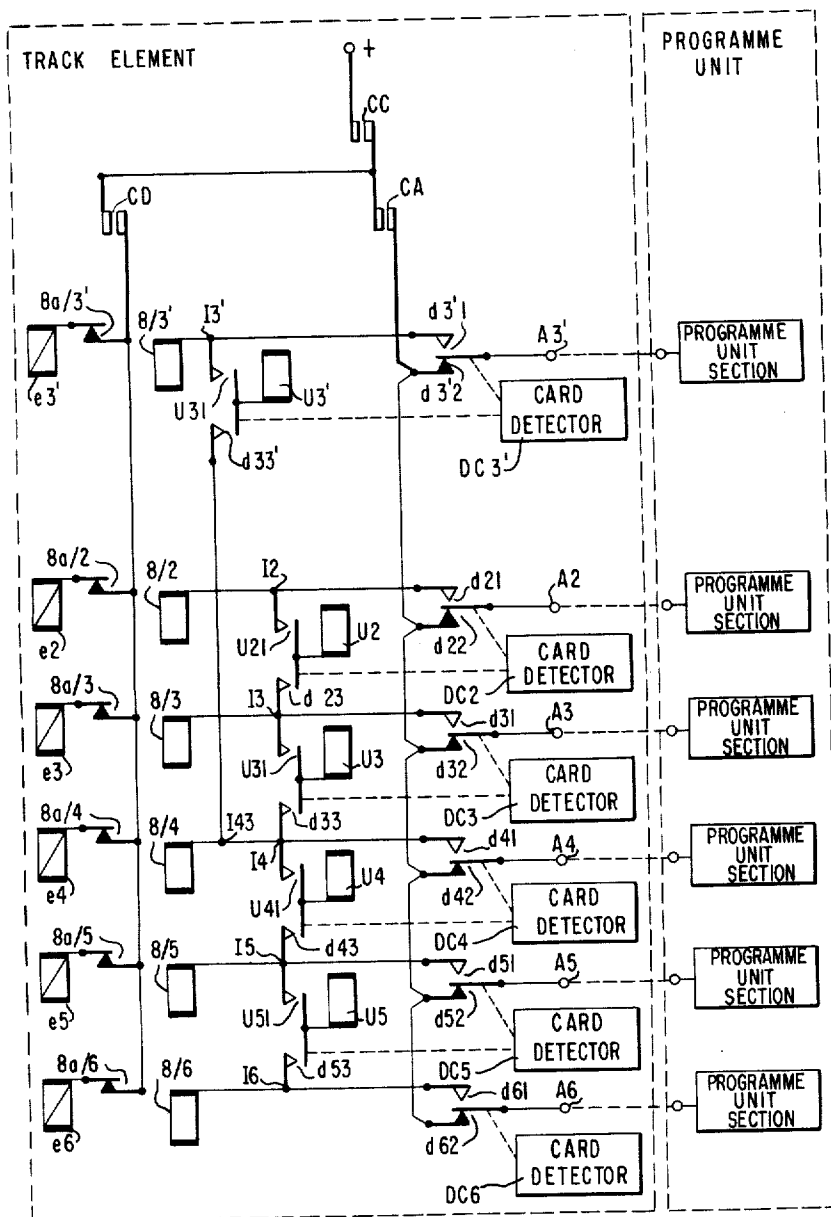 TRACK ELEMENT
PROGRAMME
UNIT
+
CC
CD
CA
8a/3'
8/3'
I3'
d3'1
A3'
PROGRAMME
UNIT
SECTION
e3'
U31
U3'
d3'2
CARD
DETECTOR
d33'
DC3'
8a/2
8/2
I2
d21
A2
PROGRAMME
UNIT
SECTION
e2
U21
U2
d22
CARD
DETECTOR
d 23
DC2
8a/3
8/3
I3
d31
A3
PROGRAMME
UNIT
SECTION
e3
U31
U3
d32
CARD
DETECTOR
d33
DC3
8a/4
8/4
I43
I4
d41
A4
PROGRAMME
UNIT
SECTION
e4
U41
U4
d42
CARD
DETECTOR
d43
DC4
8a/5
8/5
I5
d51
A5
PROGRAMME
UNIT
SECTION
e5
U51
U5
d52
CARD
DETECTOR
d53
DC5
8a/6
8/6
I6
d61
A6
PROGRAMME
UNIT
SECTION
e6
d62
CARD
DETECTOR
DC6